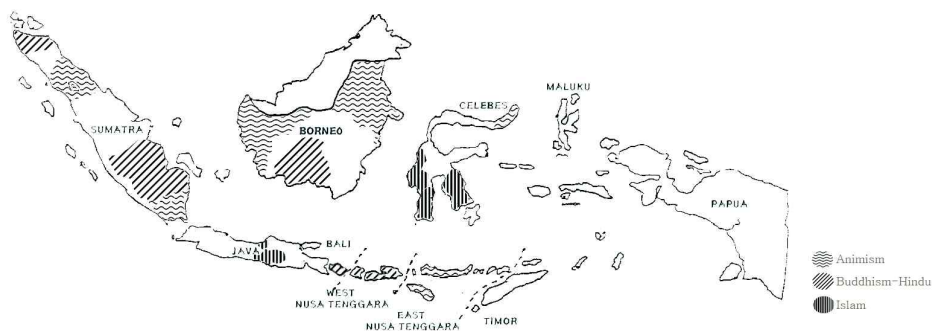 MALUKU
CELEBES
SUMATRA
BORNEO
PAPUA
JAVA
BALI
WEST
NUSA TENGGARA
EAST
NUSA TENGGARA
TIMOR
Animism
Buddhism-Hindu
Islam